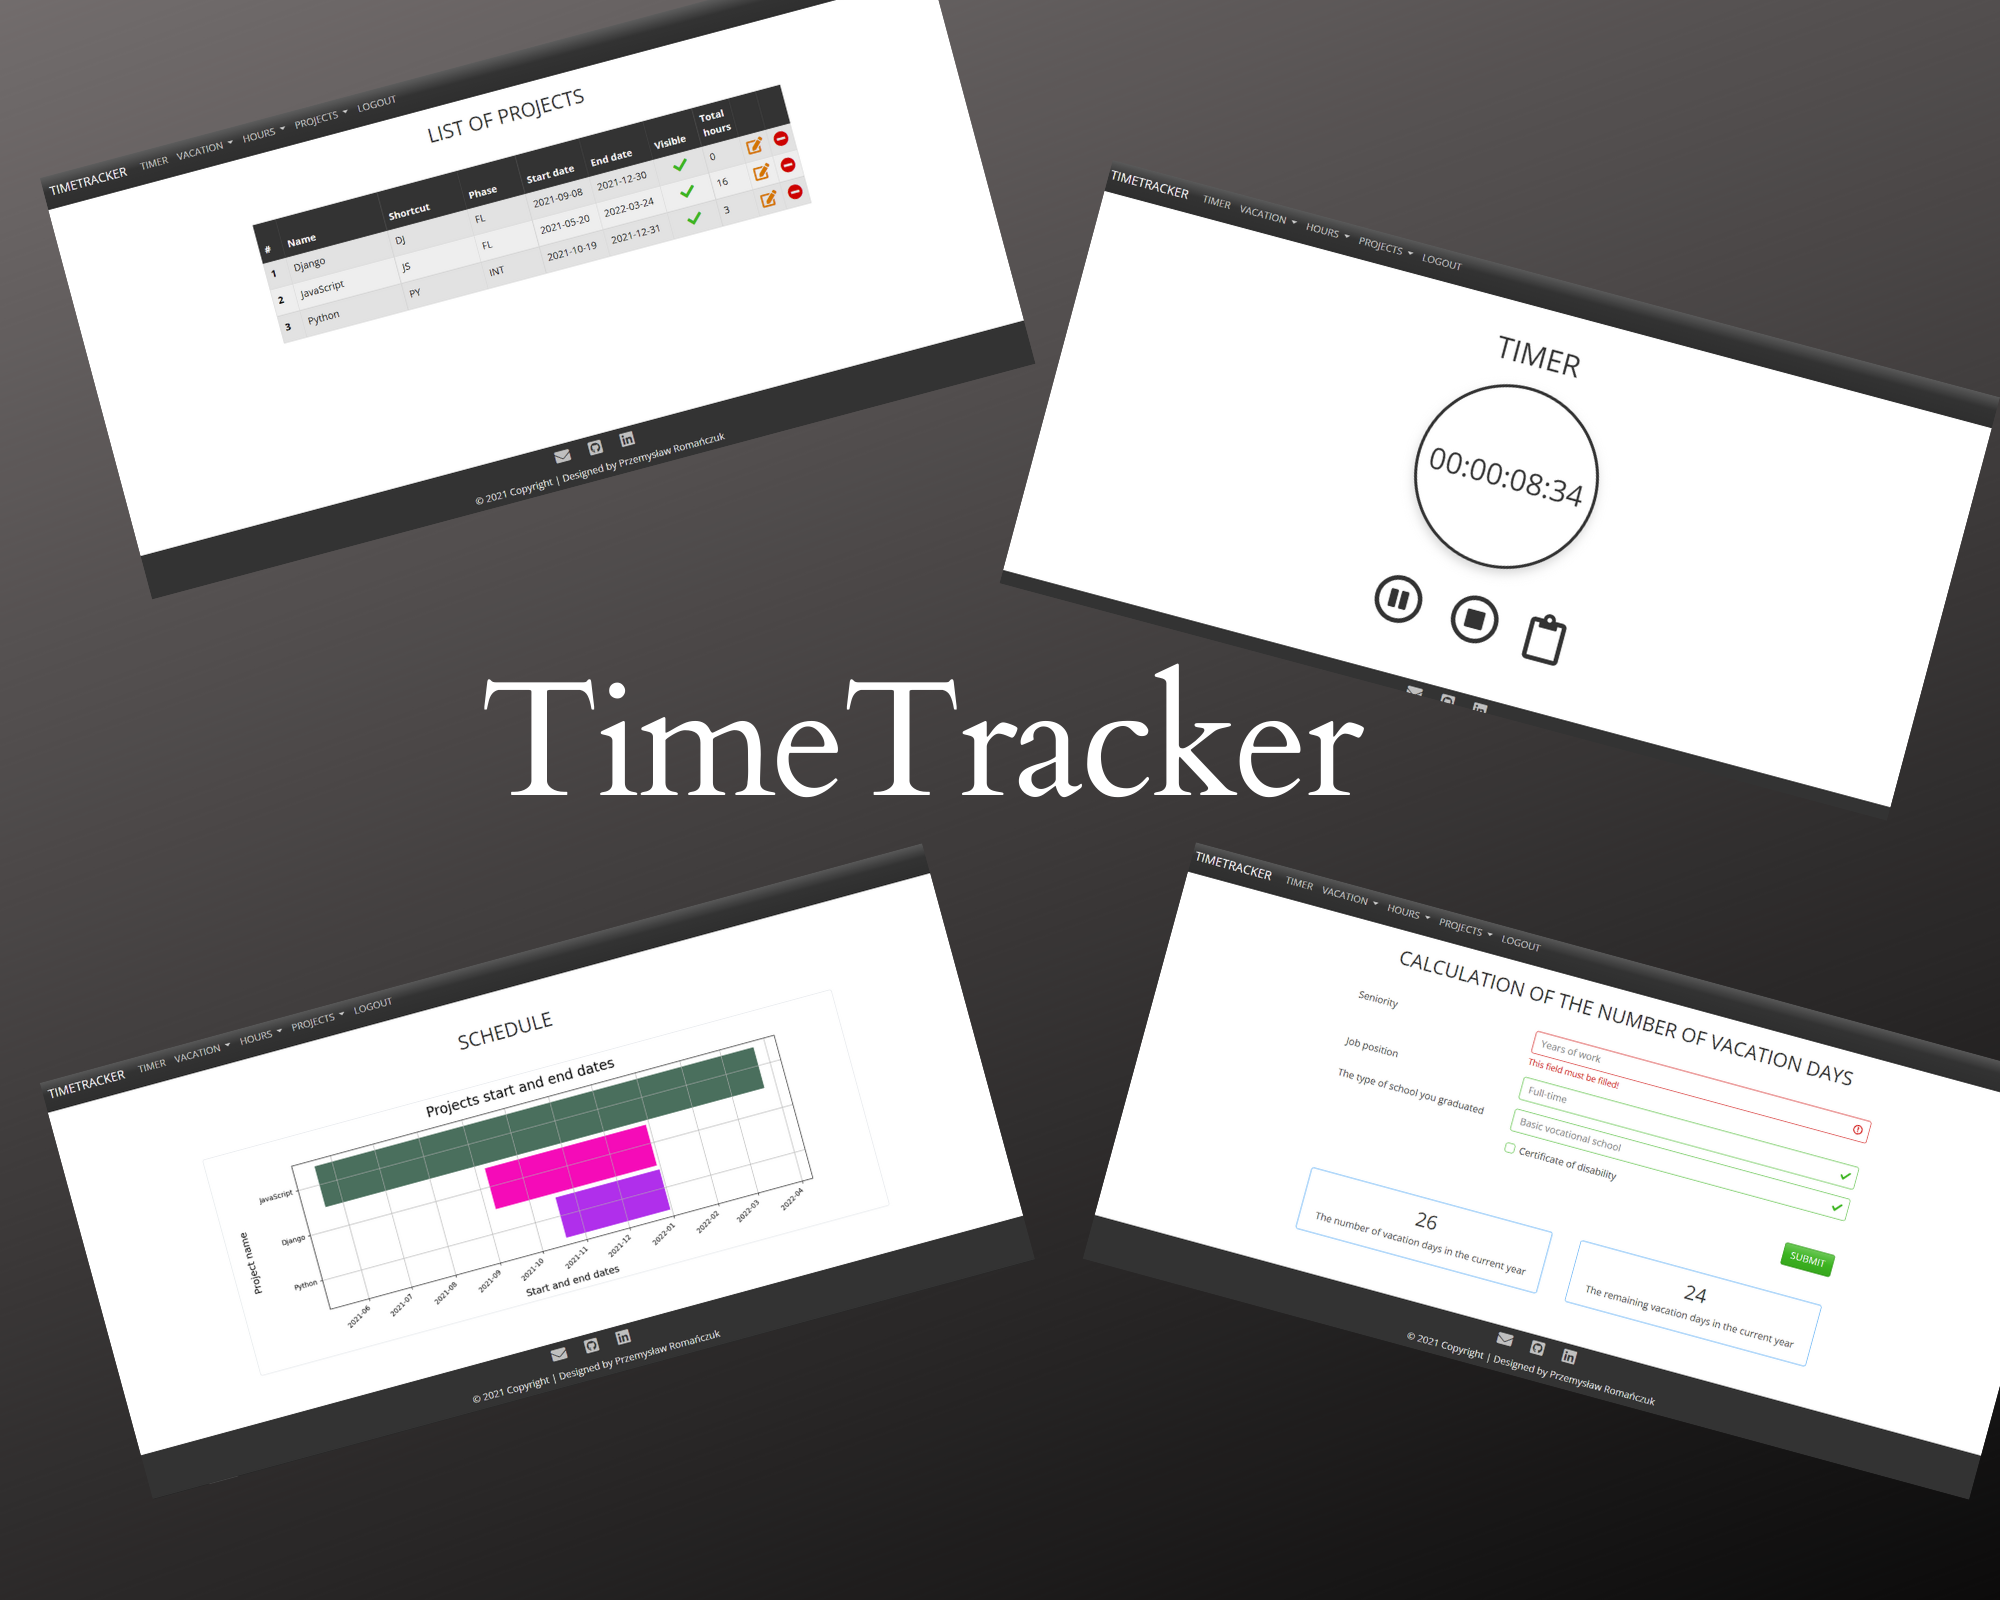 TIMETRACKER TIMER VACATION HOURS PROJECTS LOGOUT
LIST OF PROJECTS
# Name Shortcut Phase Start date End date Visible Total hours
1 Django DJ FL 2021-09-08 2021-12-30 0
2 JavaScript JS FL 2021-05-20 2022-03-24 16
3 Python PY INT 2021-10-19 2021-12-31 3
© 2021 Copyright | Designed by Przemysław Romańczuk
TIMETRACKER TIMER VACATION HOURS PROJECTS LOGOUT
TIMER
00:00:08:34
TimeTracker
TIMETRACKER TIMER VACATION HOURS PROJECTS LOGOUT
SCHEDULE
Projects start and end dates
Project name
JavaScript
Django
Python
2021-06 2021-07 2021-08 2021-09 2021-10 2021-11 2021-12 2022-01 2022-02 2022-03 2022-04
Start and end dates
© 2021 Copyright | Designed by Przemysław Romańczuk
TIMETRACKER TIMER VACATION HOURS PROJECTS LOGOUT
CALCULATION OF THE NUMBER OF VACATION DAYS
Seniority Years of work
This field must be filled!
Job position Full-time
The type of school you graduated Basic vocational school
Certificate of disability
SUBMIT
26
The number of vacation days in the current year
24
The remaining vacation days in the current year
© 2021 Copyright | Designed by Przemysław Romańczuk